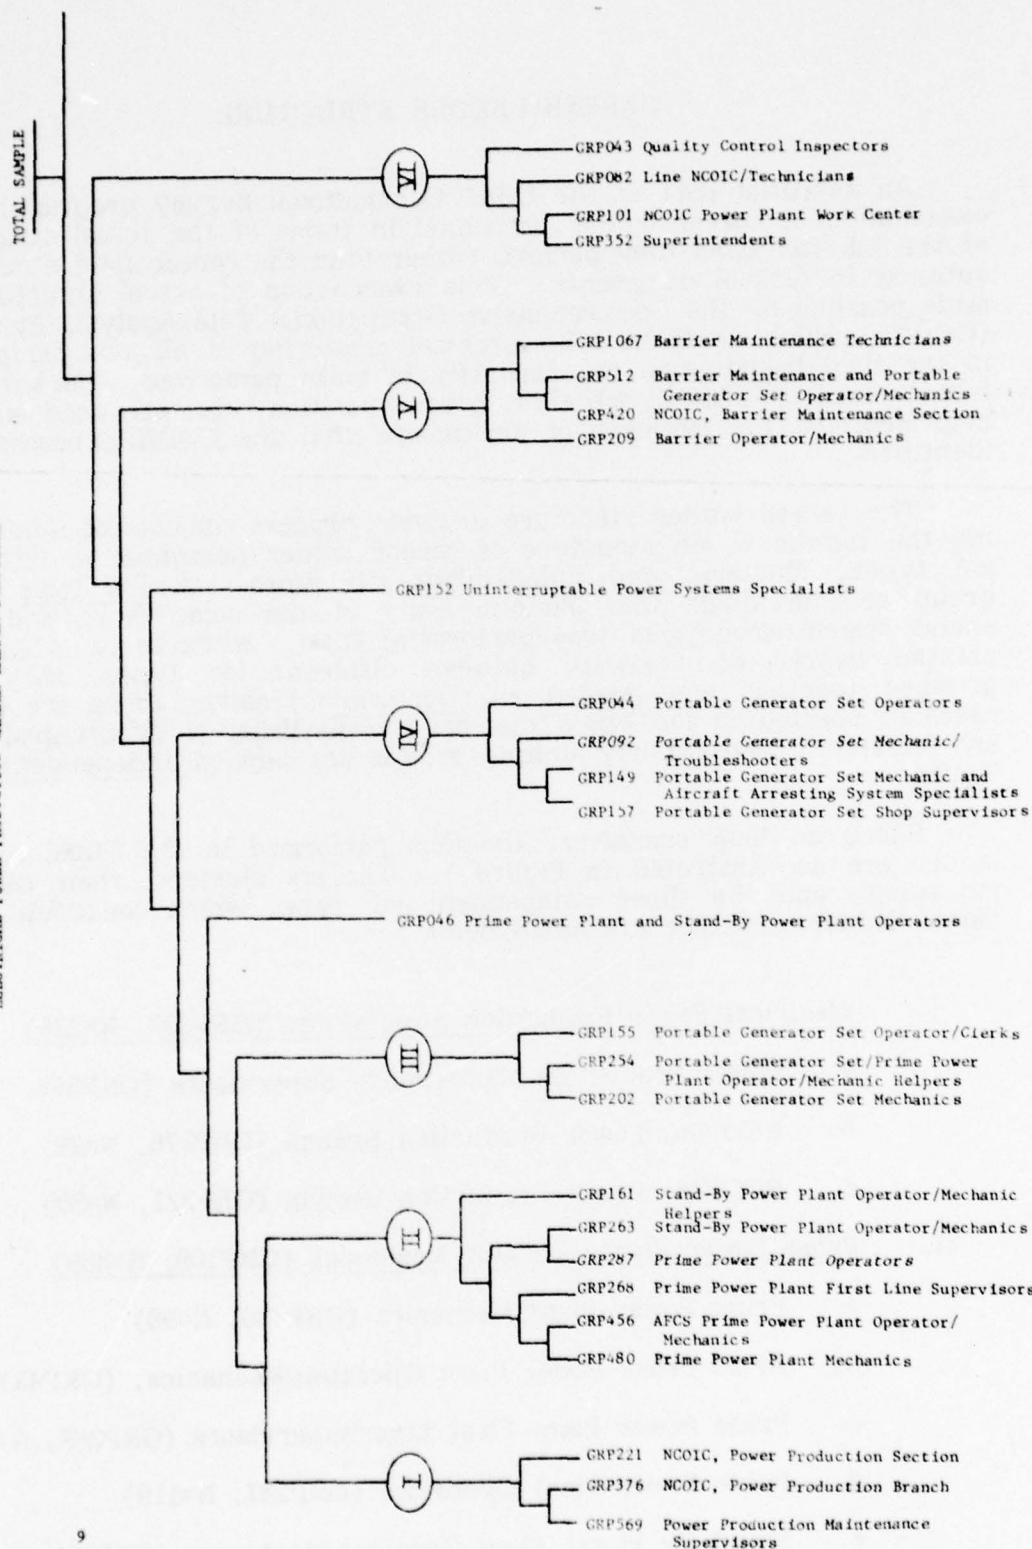 TOTAL SAMPLE
VI
GRP043 Quality Control Inspectors
GRP082 Line NCOIC/Technicians
GRP101 NCOIC Power Plant Work Center
GRP352 Superintendents
V
GRP1067 Barrier Maintenance Technicians
GRP512 Barrier Maintenance and Portable
Generator Set Operator/Mechanics
GRP420 NCOIC, Barrier Maintenance Section
GRP209 Barrier Operator/Mechanics
GRP152 Uninterruptable Power Systems Specialists
IV
GRP044 Portable Generator Set Operators
GRP092 Portable Generator Set Mechanic/
Troubleshooters
GRP149 Portable Generator Set Mechanic and
Aircraft Arresting System Specialists
GRP157 Portable Generator Set Shop Supervisors
GRP046 Prime Power Plant and Stand-By Power Plant Operators
III
GRP155 Portable Generator Set Operator/Clerks
GRP254 Portable Generator Set/Prime Power
Plant Operator/Mechanic Helpers
GRP202 Portable Generator Set Mechanics
II
GRP161 Stand-By Power Plant Operator/Mechanic
Helpers
GRP263 Stand-By Power Plant Operator/Mechanics
GRP287 Prime Power Plant Operators
GRP268 Prime Power Plant First Line Supervisors
GRP456 AFCS Prime Power Plant Operator/
Mechanics
GRP480 Prime Power Plant Mechanics
I
GRP221 NCOIC, Power Production Section
GRP376 NCOIC, Power Production Branch
GRP569 Power Production Maintenance
Supervisors
9